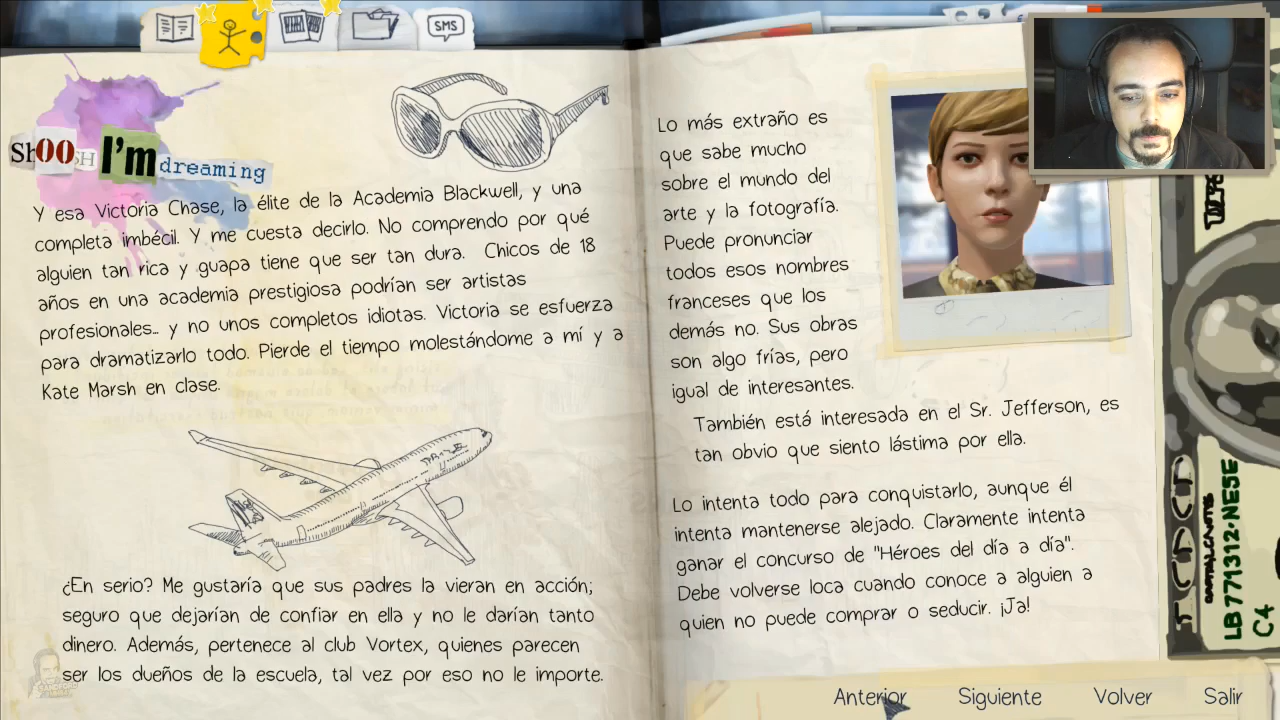 SMS
ShOOSH I'm dreaming
Y esa Victoria Chase, la élite de la Academia Blackwell, y una
completa imbécil. Y me cuesta decirlo. No comprendo por qué
alguien tan rica y guapa tiene que ser tan dura. Chicos de 18
años en una academia prestigiosa podrían ser artistas
profesionales... y no unos completos idiotas. Victoria se esfuerza
para dramatizarlo todo. Pierde el tiempo molestándome a mí y a
Kate Marsh en clase.
¿En serio? Me gustaría que sus padres la vieran en acción;
seguro que dejarían de confiar en ella y no le darían tanto
dinero. Además, pertenece al club Vortex, quienes parecen
ser los dueños de la escuela, tal vez por eso no le importe.
Lo más extraño es
que sabe mucho
sobre el mundo del
arte y la fotografía.
Puede pronunciar
todos esos nombres
franceses que los
demás no. Sus obras
son algo frías, pero
igual de interesantes.
También está interesada en el Sr. Jefferson, es
tan obvio que siento lástima por ella.
Lo intenta todo para conquistarlo, aunque él
intenta mantenerse alejado. Claramente intenta
ganar el concurso de "Héroes del día a día".
Debe volverse loca cuando conoce a alguien a
quien no puede comprar o seducir. ¡Ja!
LB7771312-NESE
C4
Anterior Siguiente Volver Salir